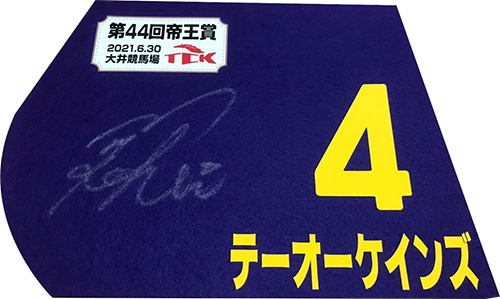 第44回帝王賞
2021.6.30
大井競馬場 TCK
4
テーオーケインズ